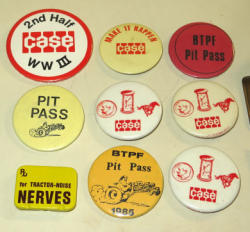 2nd Half
case
WW III
MAKE IT HAPPEN
case
BTPF
Pit Pass
PIT
PASS
case
case
Rx
for TRACTOR-NOISE
NERVES
BTPF
Pit Pass
1985
case